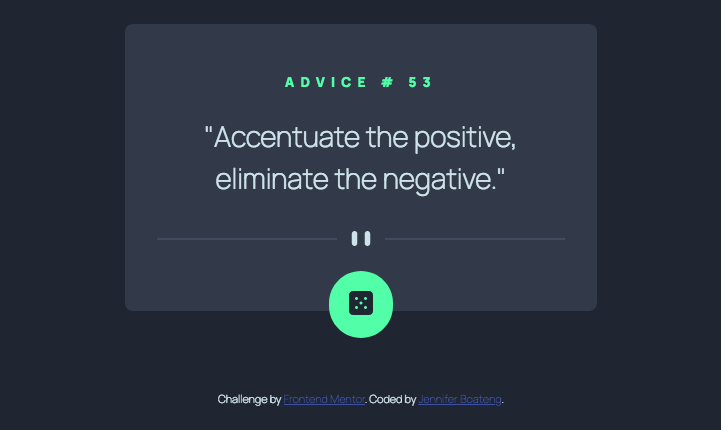 ADVICE # 53
"Accentuate the positive,
eliminate the negative."
Challenge by Frontend Mentor. Coded by Jennifer Boateng.